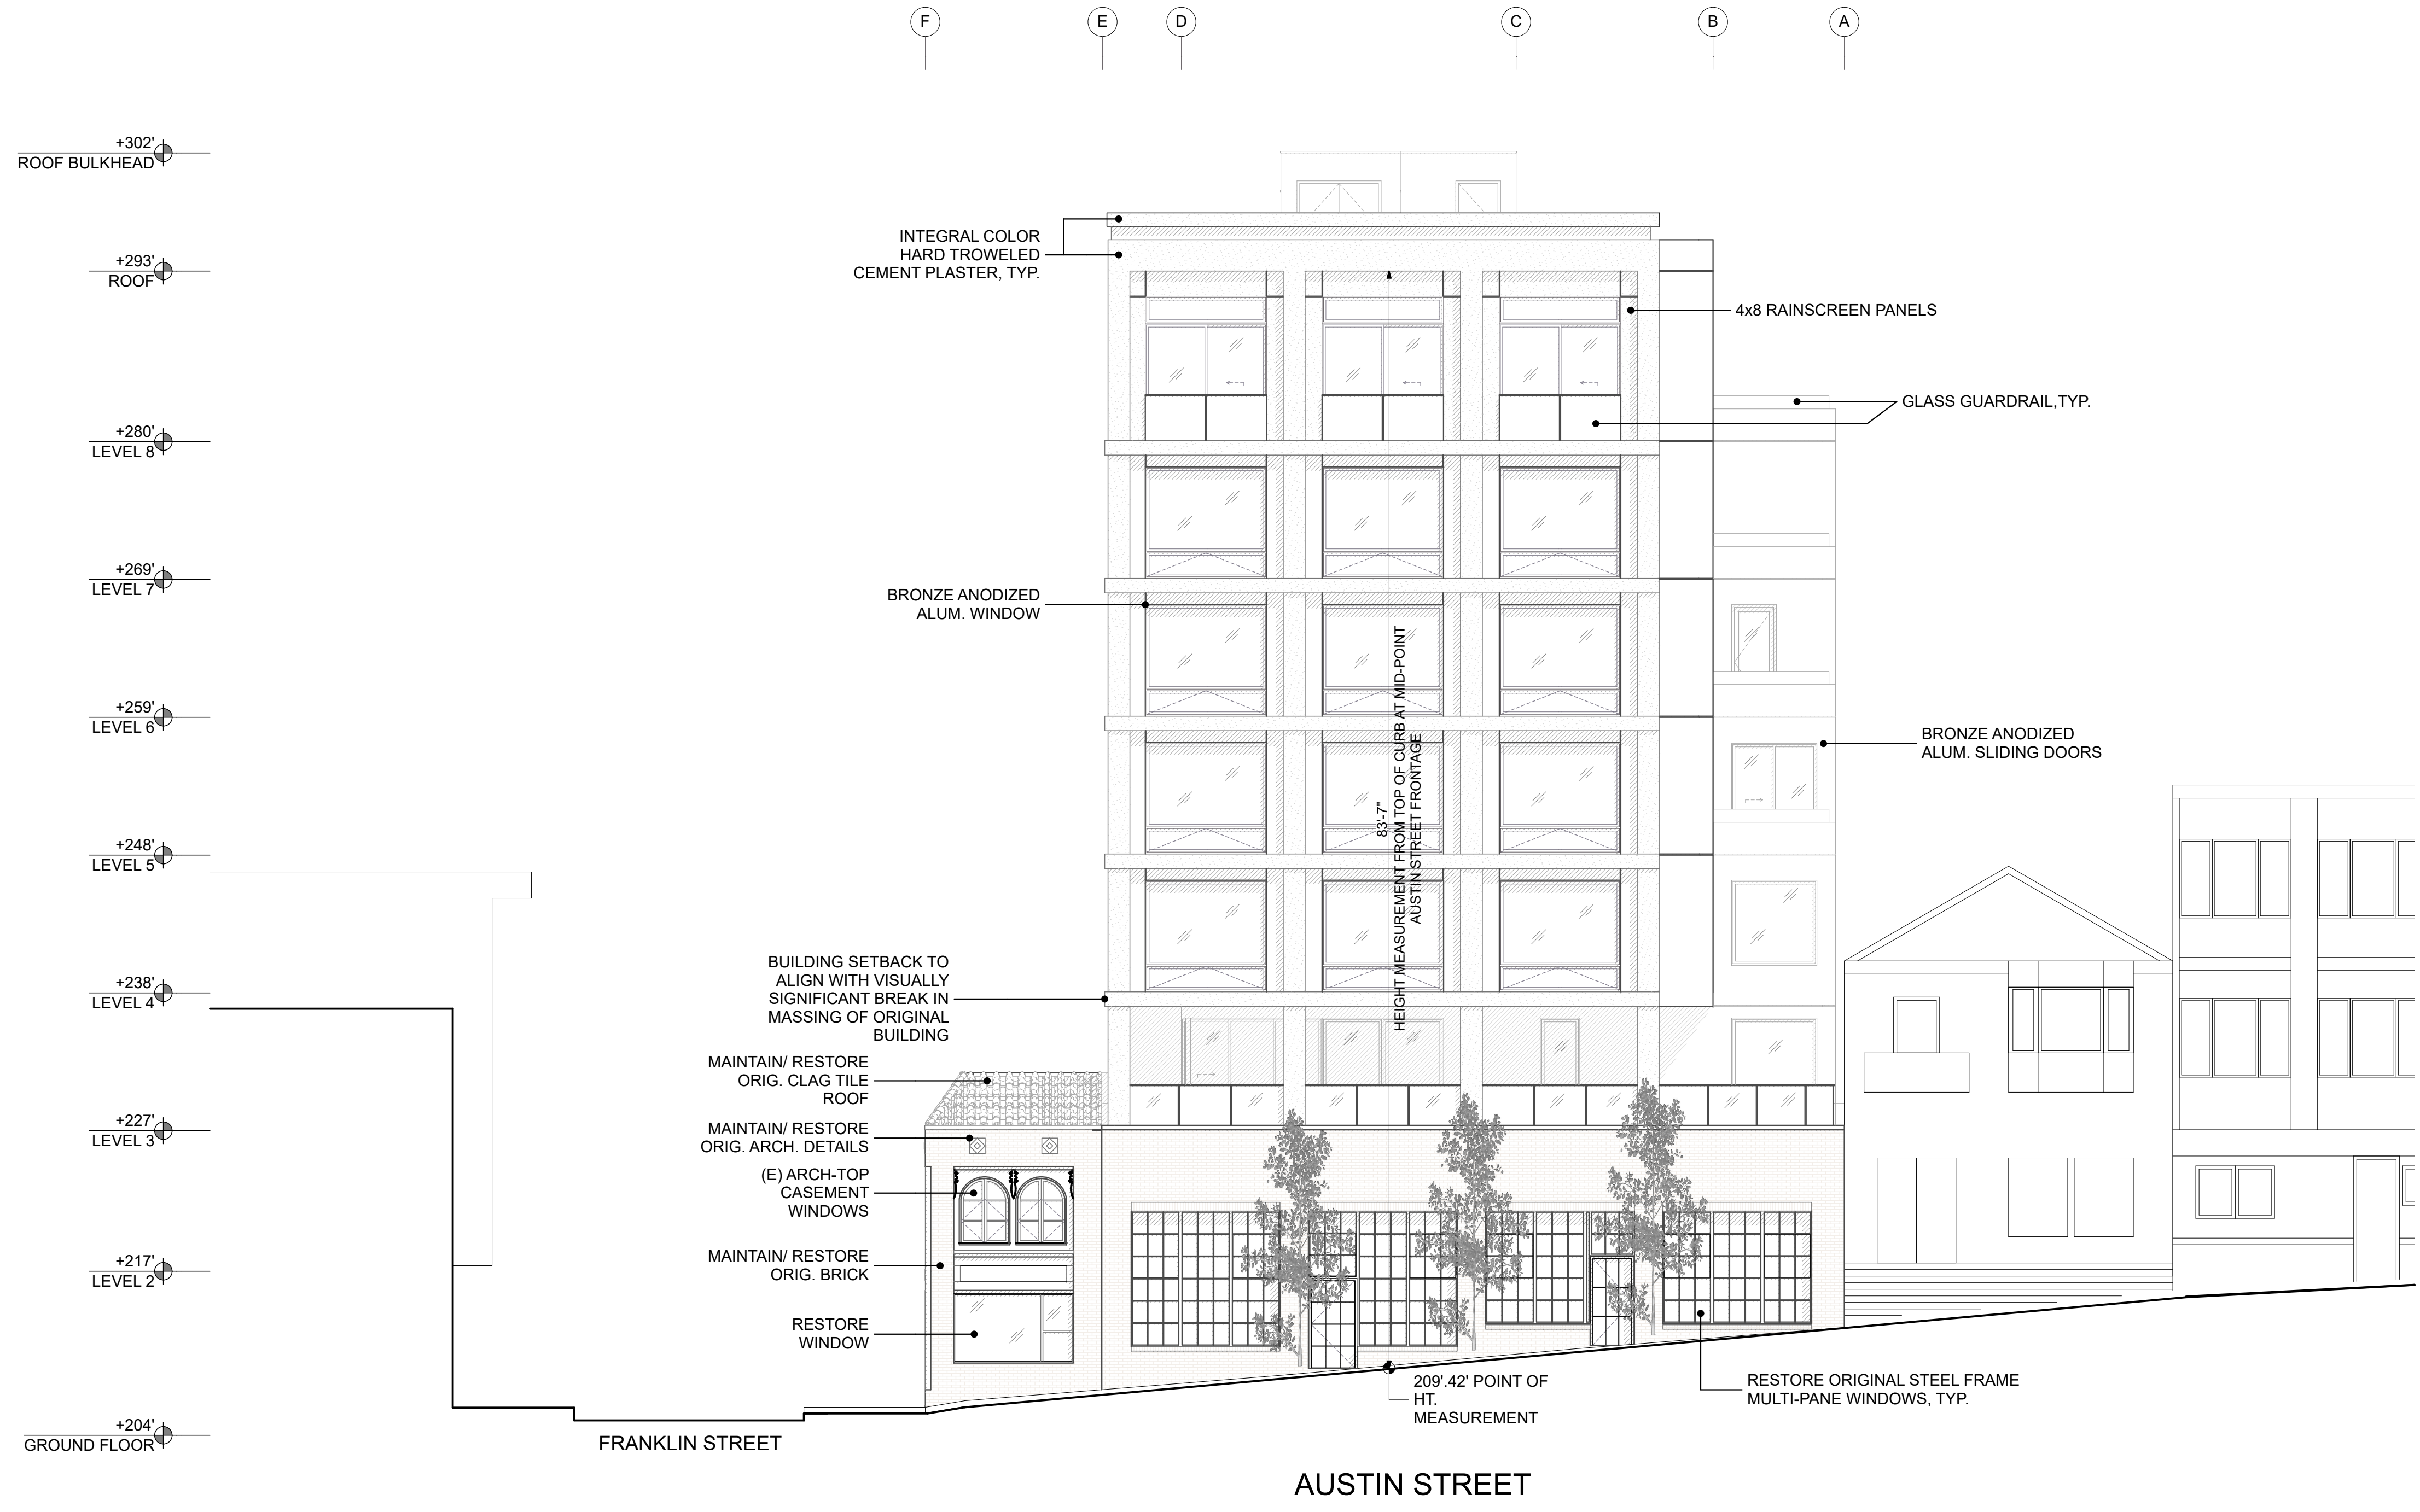 F
E
D
C
B
A
+302'
ROOF BULKHEAD
+293'
ROOF
+280'
LEVEL 8
+269'
LEVEL 7
+259'
LEVEL 6
+248'
LEVEL 5
+238'
LEVEL 4
+227'
LEVEL 3
+217'
LEVEL 2
+204'
GROUND FLOOR
INTEGRAL COLOR
HARD TROWELED
CEMENT PLASTER, TYP.
BRONZE ANODIZED
ALUM. WINDOW
BUILDING SETBACK TO
ALIGN WITH VISUALLY
SIGNIFICANT BREAK IN
MASSING OF ORIGINAL
BUILDING
MAINTAIN/ RESTORE
ORIG. CLAG TILE
ROOF
MAINTAIN/ RESTORE
ORIG. ARCH. DETAILS
(E) ARCH-TOP
CASEMENT
WINDOWS
MAINTAIN/ RESTORE
ORIG. BRICK
RESTORE
WINDOW
83'-7"
HEIGHT MEASUREMENT FROM TOP OF CURB AT MID-POINT
AUSTIN STREET FRONTAGE
4x8 RAINSCREEN PANELS
GLASS GUARDRAIL,TYP.
BRONZE ANODIZED
ALUM. SLIDING DOORS
209'.42' POINT OF
HT.
MEASUREMENT
RESTORE ORIGINAL STEEL FRAME
MULTI-PANE WINDOWS, TYP.
FRANKLIN STREET
AUSTIN STREET